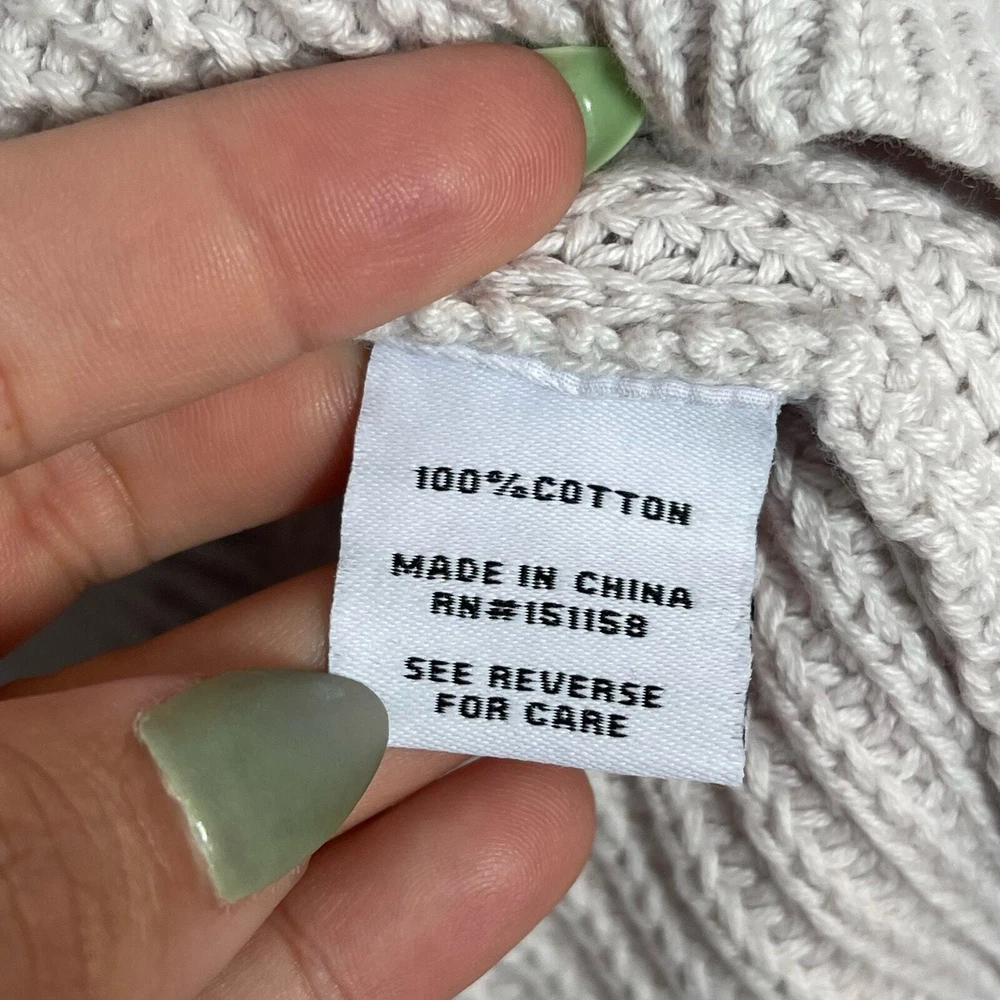 100%COTTON
MADE IN CHINA
RN#151158
SEE REVERSE
FOR CARE